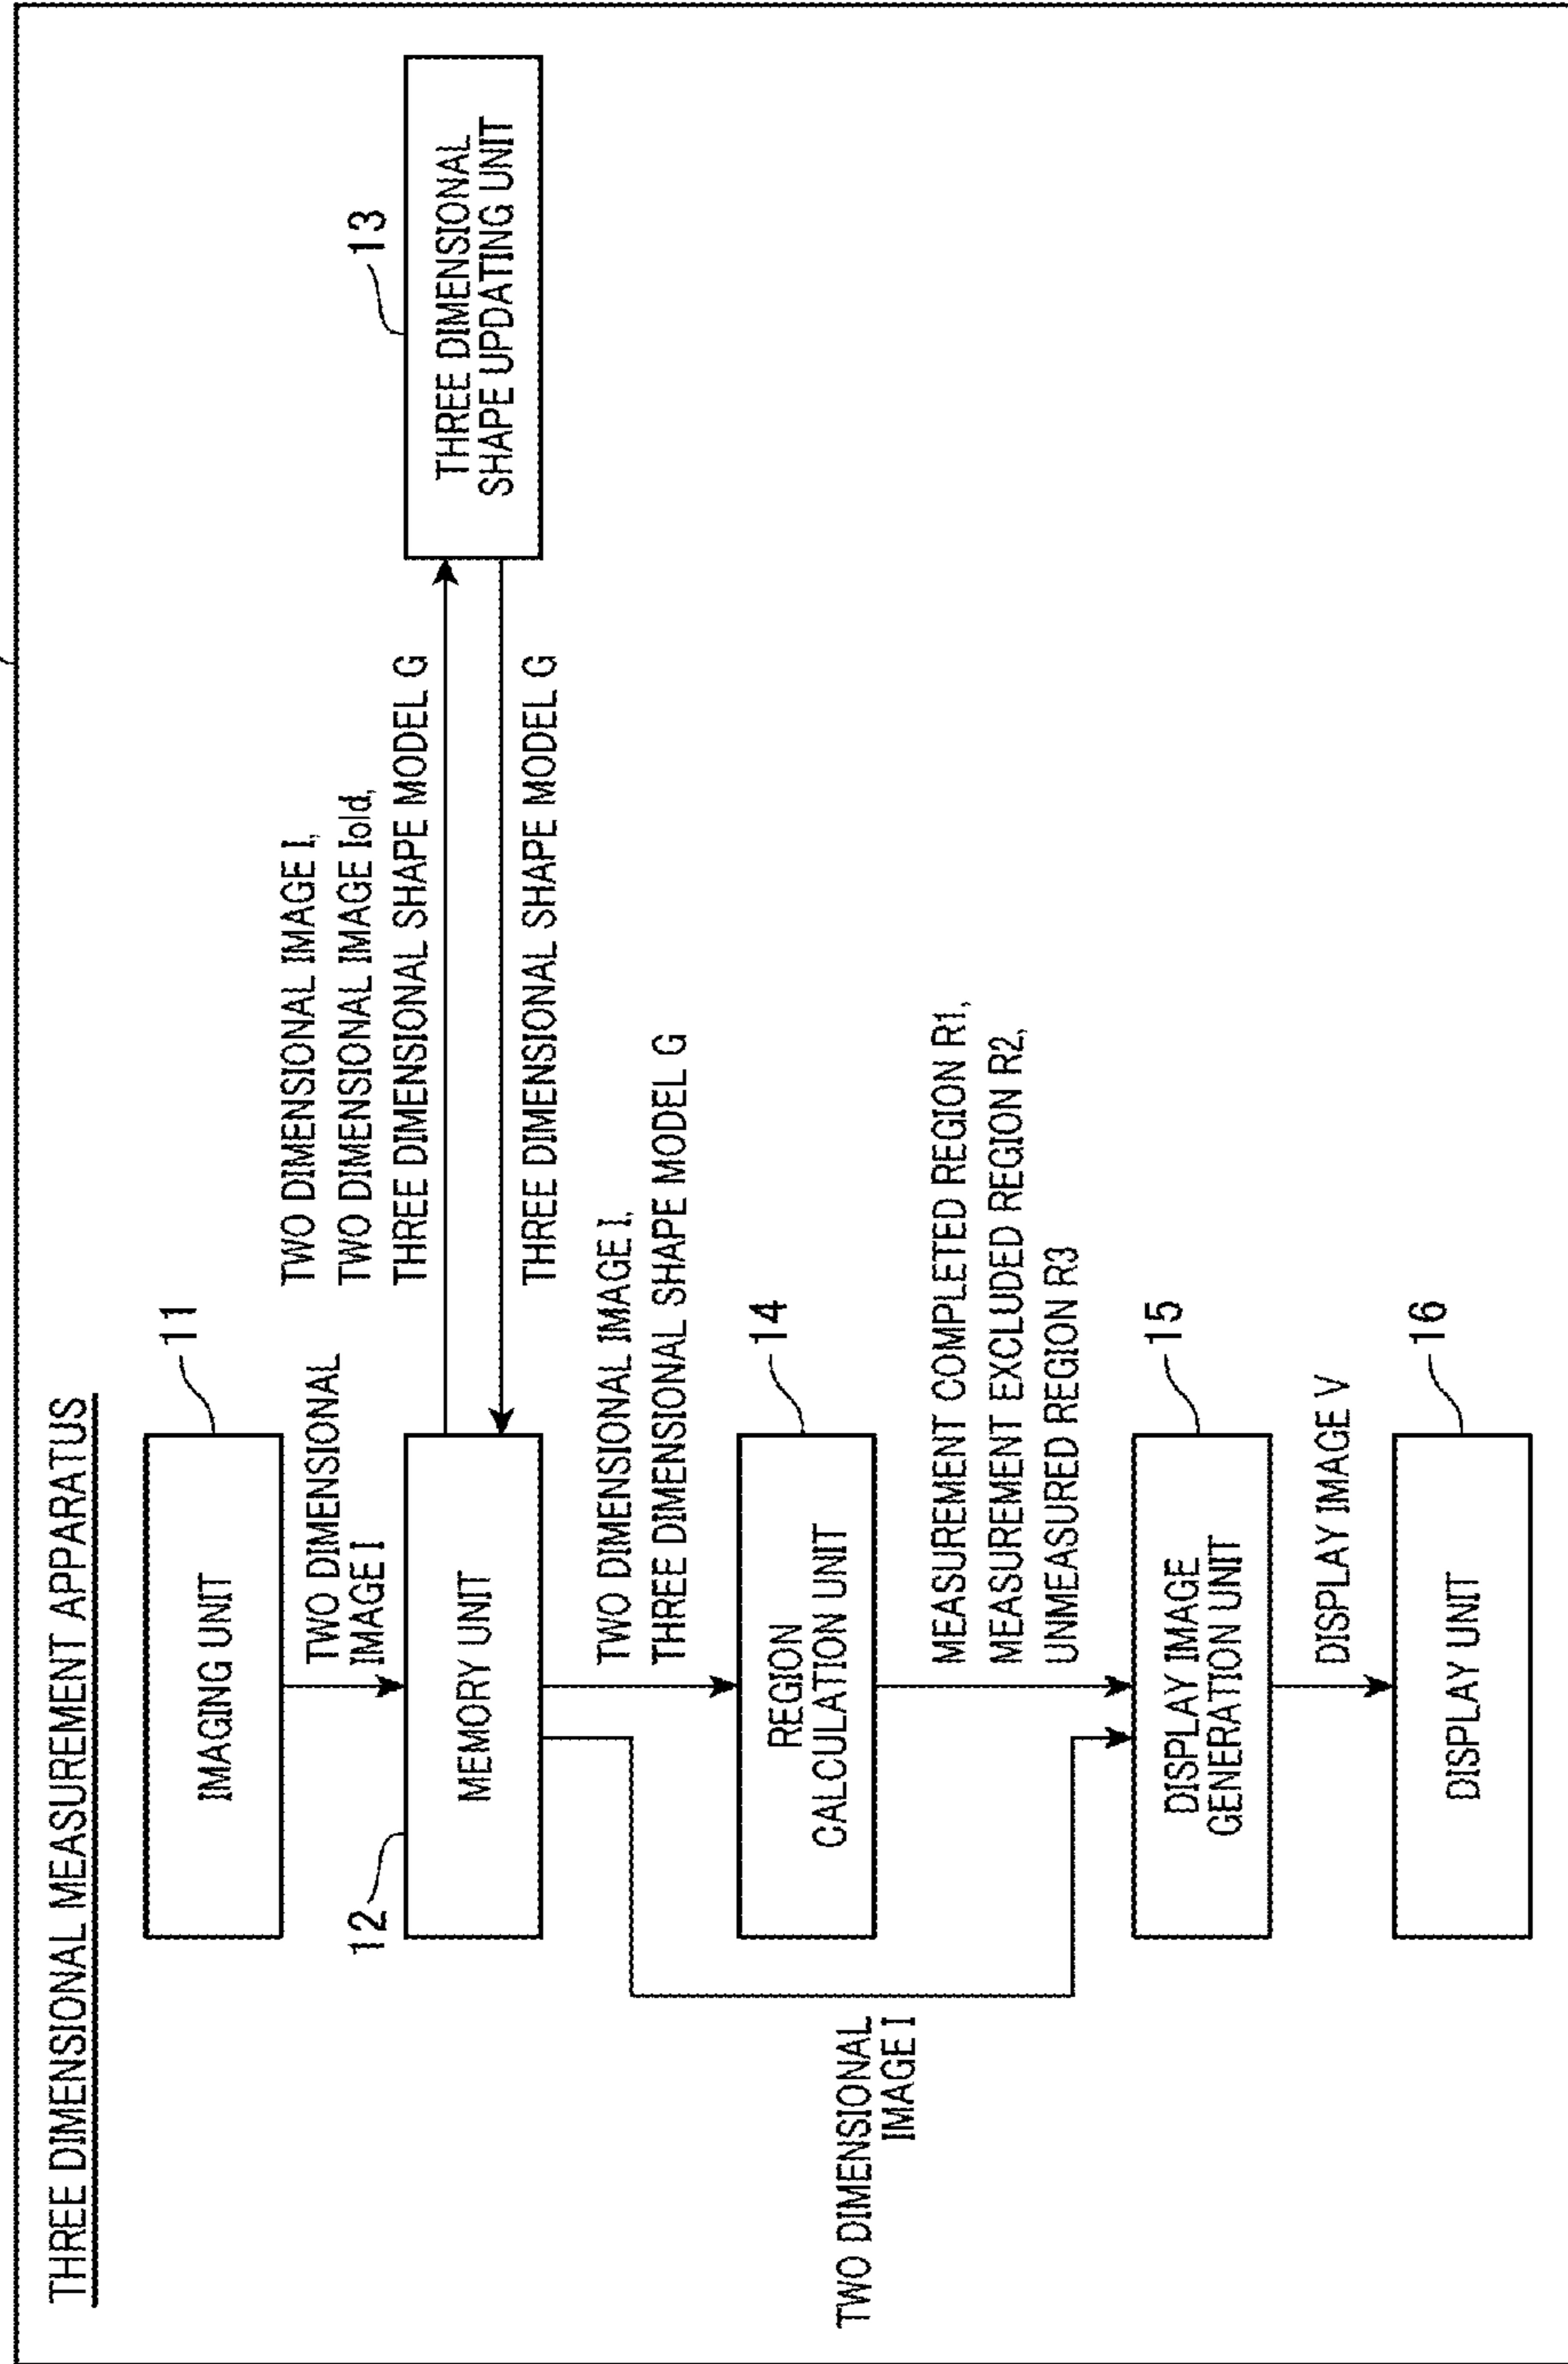 THREE DIMENSIONAL MEASUREMENT APPARATUS
11
IMAGING UNIT
TWO DIMENSIONAL
IMAGE I
12
MEMORY UNIT
TWO DIMENSIONAL IMAGE I,
TWO DIMENSIONAL IMAGE Iold,
THREE DIMENSIONAL SHAPE MODEL G
THREE DIMENSIONAL SHAPE MODEL G
13
THREE DIMENSIONAL
SHAPE UPDATING UNIT
TWO DIMENSIONAL IMAGE I,
THREE DIMENSIONAL SHAPE MODEL G
14
REGION
CALCULATION UNIT
TWO DIMENSIONAL
IMAGE I
MEASUREMENT COMPLETED REGION R1,
MEASUREMENT EXCLUDED REGION R2,
UNMEASURED REGION R3
15
DISPLAY IMAGE
GENERATION UNIT
DISPLAY IMAGE V
16
DISPLAY UNIT